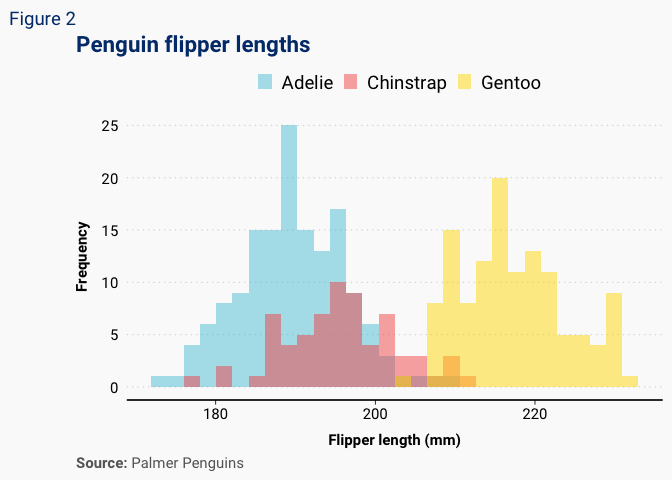 Figure 2
Penguin flipper lengths
Adelie Chinstrap Gentoo
25
20
15
10
5
0
Frequency
180 200 220
Flipper length (mm)
Source: Palmer Penguins